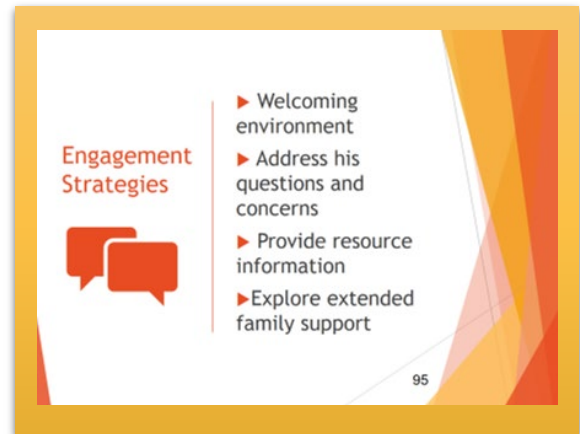 Engagement
Strategies
▶ Welcoming
environment
▶ Address his
questions and
concerns
▶ Provide resource
information
▶Explore extended
family support
95